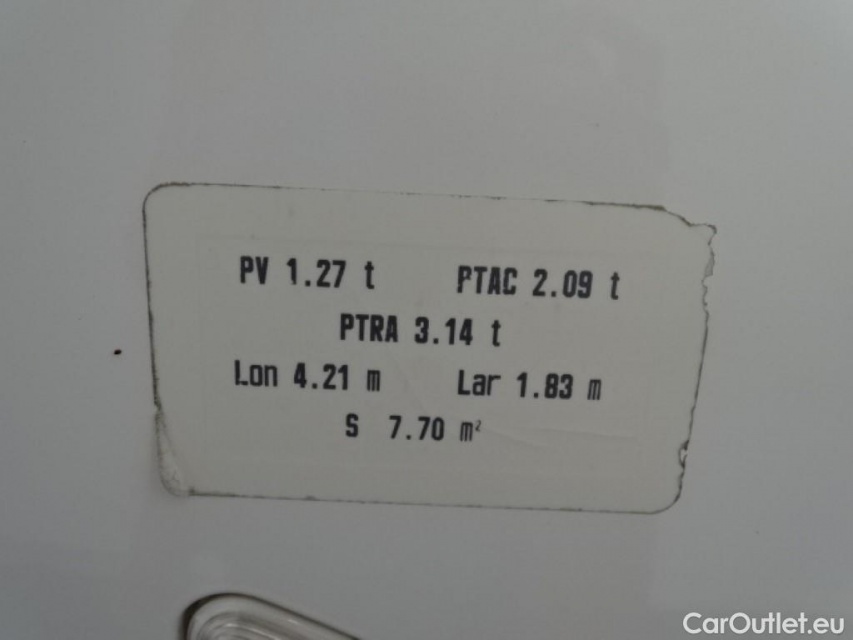 PV 1.27 t PTAC 2.09 t
PTRA 3.14 t
Lon 4.21 m Lar 1.83 m
S 7.70 m²
CarOutlet.eu